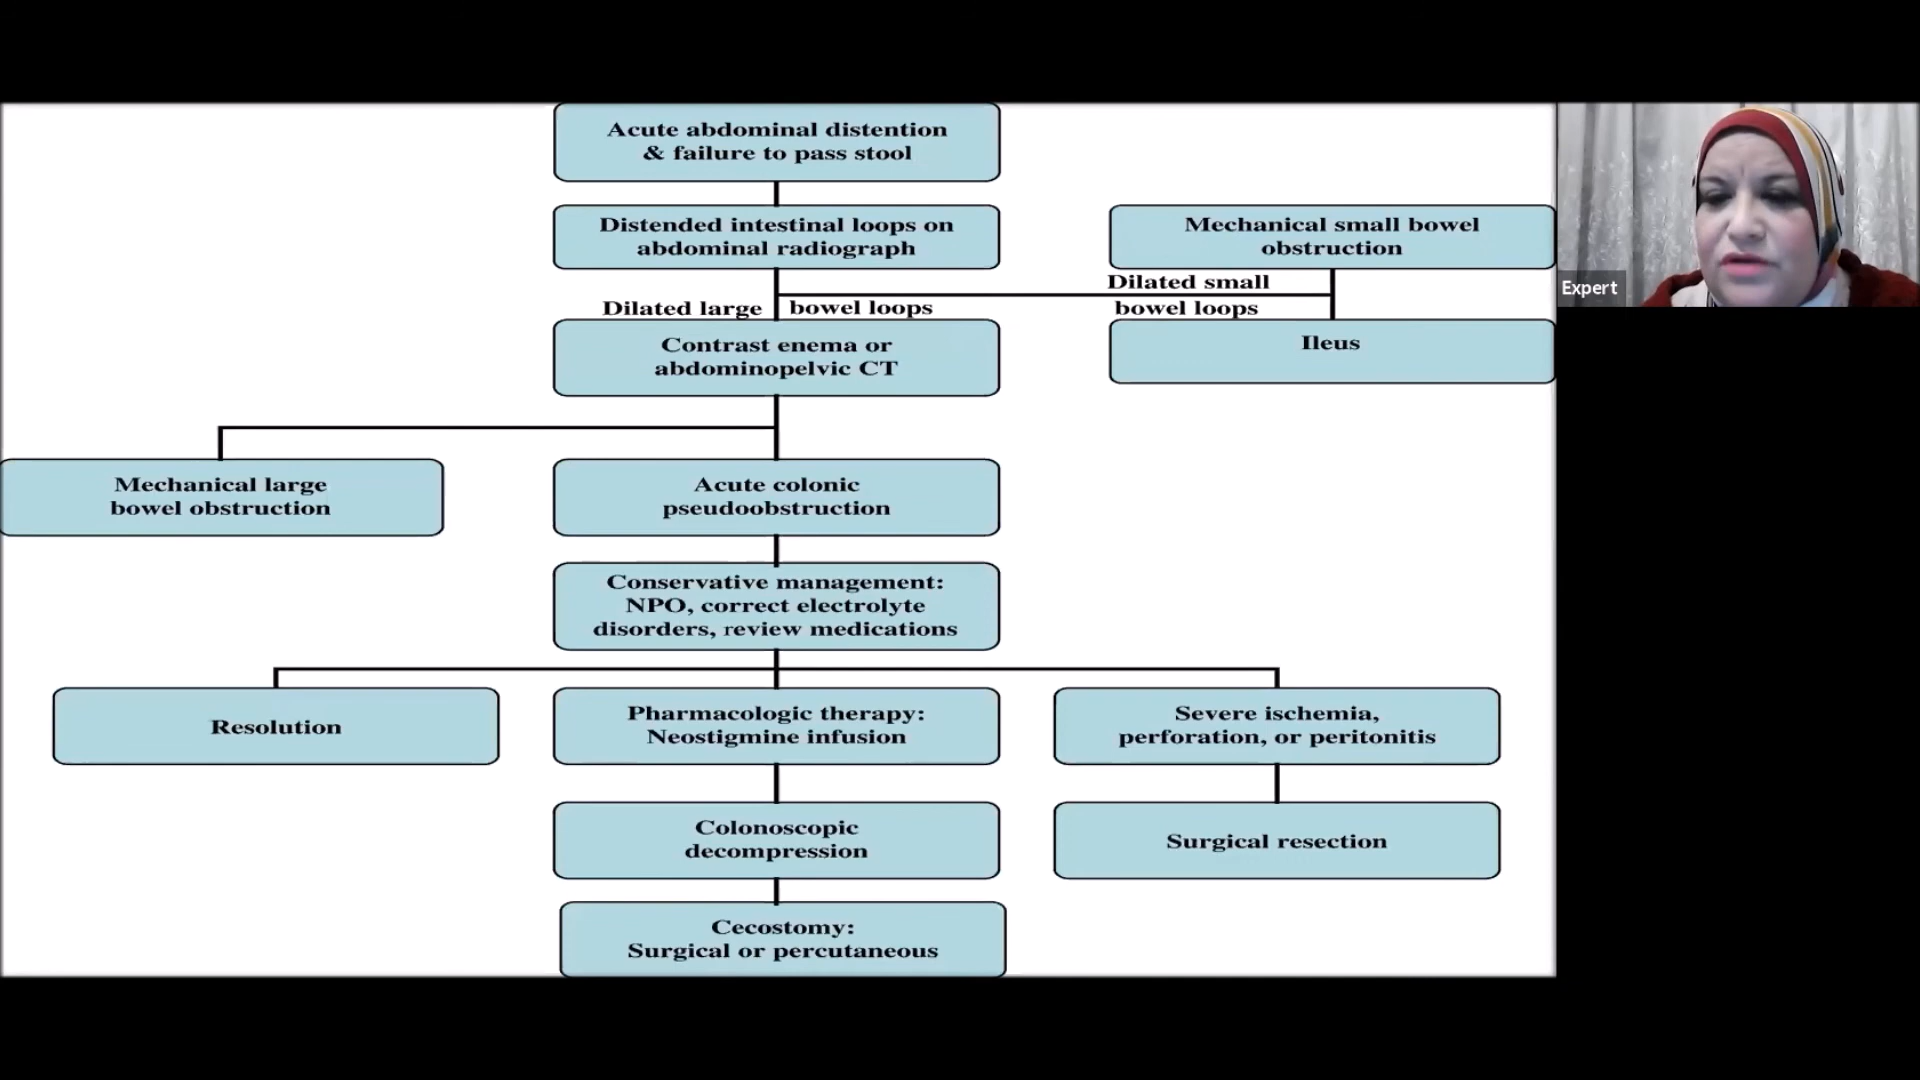 Acute abdominal distention
& failure to pass stool
Distended intestinal loops on
abdominal radiograph
Mechanical small bowel
obstruction
Expert
Dilated small
bowel loops
Dilated large bowel loops
Contrast enema or
abdominopelvic CT
Ileus
Mechanical large
bowel obstruction
Acute colonic
pseudoobstruction
Conservative management:
NPO, correct electrolyte
disorders, review medications
Resolution
Pharmacologic therapy:
Neostigmine infusion
Severe ischemia,
perforation, or peritonitis
Colonoscopic
decompression
Surgical resection
Cecostomy:
Surgical or percutaneous